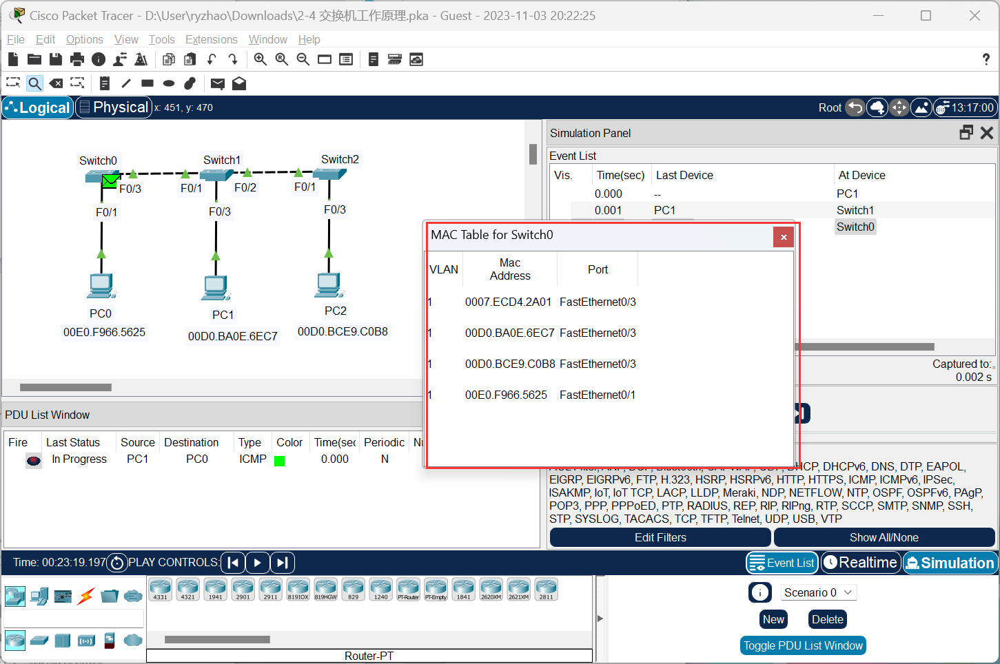 Cisco Packet Tracer - D:\User\ryzhao\Downloads\2-4 交换机工作原理.pka - Guest - 2023-11-03 20:22:25
File Edit Options View Tools Extensions Window Help
Logical Physical x: 451, y: 470 Root 13:17:00
Switch0
Switch1
Switch2
F0/3
F0/1
F0/2
F0/1
F0/1
F0/3
F0/3
PC0
PC1
PC2
00E0.F966.5625
00D0.BA0E.6EC7
00D0.BCE9.C0B8
Simulation Panel
Event List
Vis. Time(sec) Last Device At Device
0.000 -- PC1
0.001 PC1 Switch1
Switch0
MAC Table for Switch0
VLAN Mac Address Port
1 0007.ECD4.2A01 FastEthernet0/3
1 00D0.BA0E.6EC7 FastEthernet0/3
1 00D0.BCE9.C0B8 FastEthernet0/3
1 00E0.F966.5625 FastEthernet0/1
Captured to:
0.002 s
PDU List Window
Fire Last Status Source Destination Type Color Time(sec Periodic
In Progress PC1 PC0 ICMP 0.000 N
DHCP, DHCPv6, DNS, DTP, EAPOL,
EIGRP, EIGRPv6, FTP, H.323, HSRP, HSRPv6, HTTP, HTTPS, ICMP, ICMPv6, IPSec,
ISAKMP, IoT, IoT TCP, LACP, LLDP, Meraki, NDP, NETFLOW, NTP, OSPF, OSPFv6, PAgP,
POP3, PPP, PPPoED, PTP, RADIUS, REP, RIP, RIPng, RTP, SCCP, SMTP, SNMP, SSH,
STP, SYSLOG, TACACS, TCP, TFTP, Telnet, UDP, USB, VTP
Edit Filters Show All/None
Time: 00:23:19.197 PLAY CONTROLS: Event List Realtime Simulation
4331 4321 1941 2901 2911 819IOX 819HGW 829 1240 PT-Router PT-Empty 1841 2620XM 2621XM 2811
Scenario 0
New Delete
Toggle PDU List Window
Router-PT